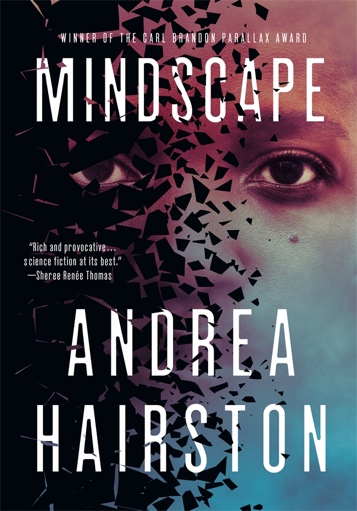 WINNER OF THE CARL BRANDON PARALLAX AWARD
MINDSCAPE
“Rich and provocative...
science fiction at its best.”
—Sheree Renée Thomas
ANDREA
HAIRSTON